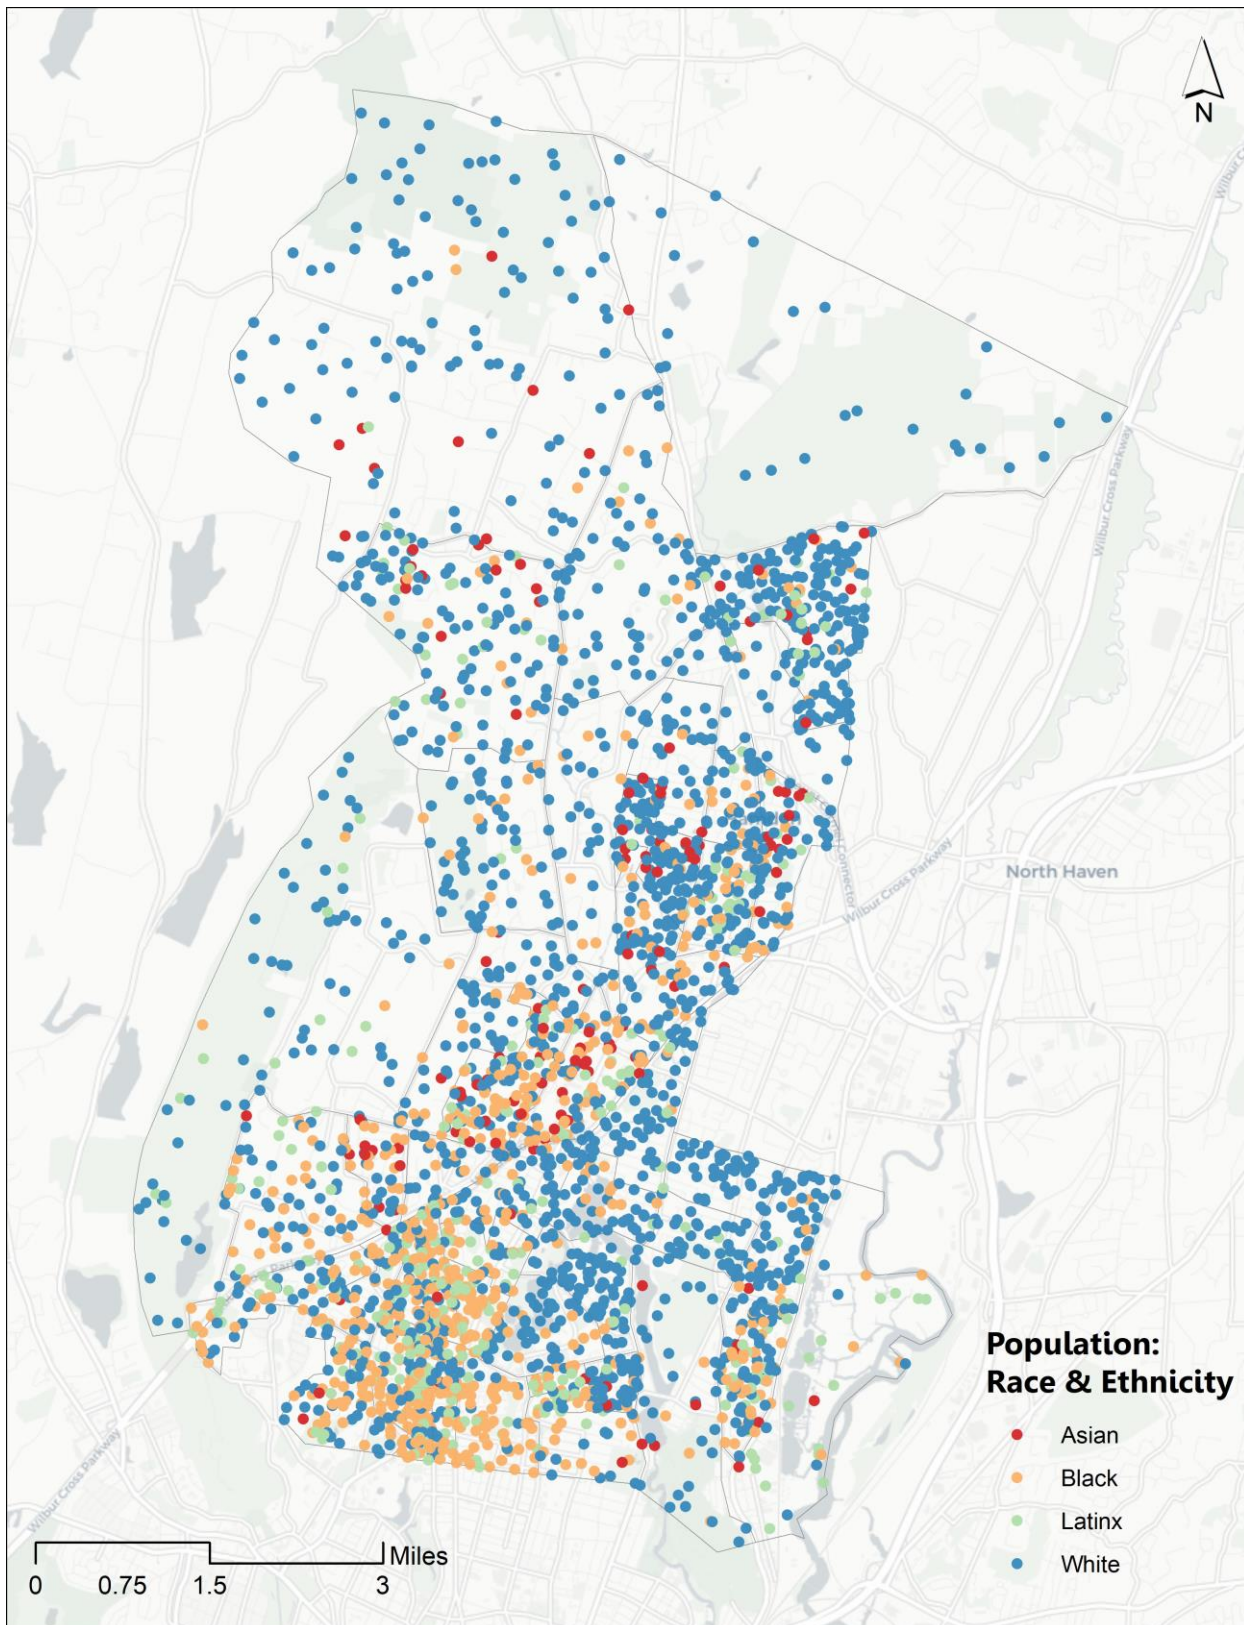 N
Wilbur Cross Parkway
North Haven
Wilbur Cross Parkway
Connector
Population:
Race & Ethnicity
Asian
Black
Latinx
White
Wilbur Cross Parkway
Miles
0 0.75 1.5 3